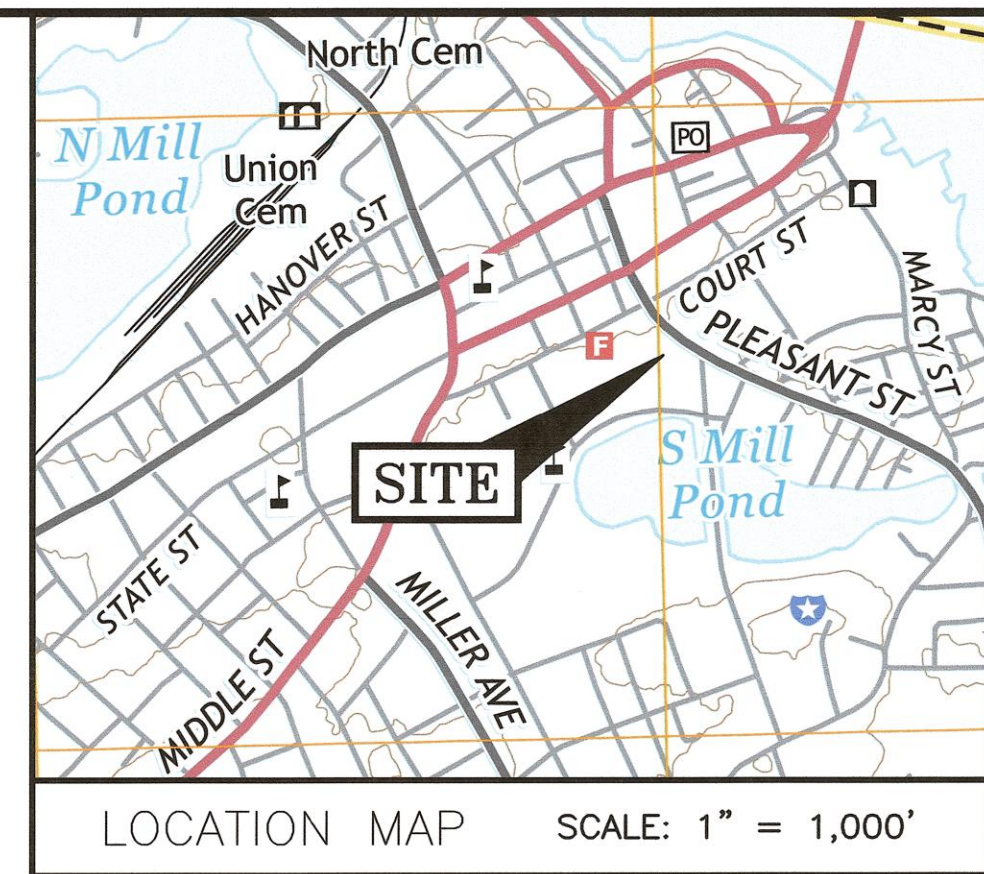 North Cem
N Mill
Pond
Union
Cem
PO
HANOVER ST
COURT ST
MARCY ST
PLEASANT ST
F
S Mill
Pond
SITE
STATE ST
MILLER AVE
MIDDLE ST
LOCATION MAP
SCALE: 1" = 1,000'